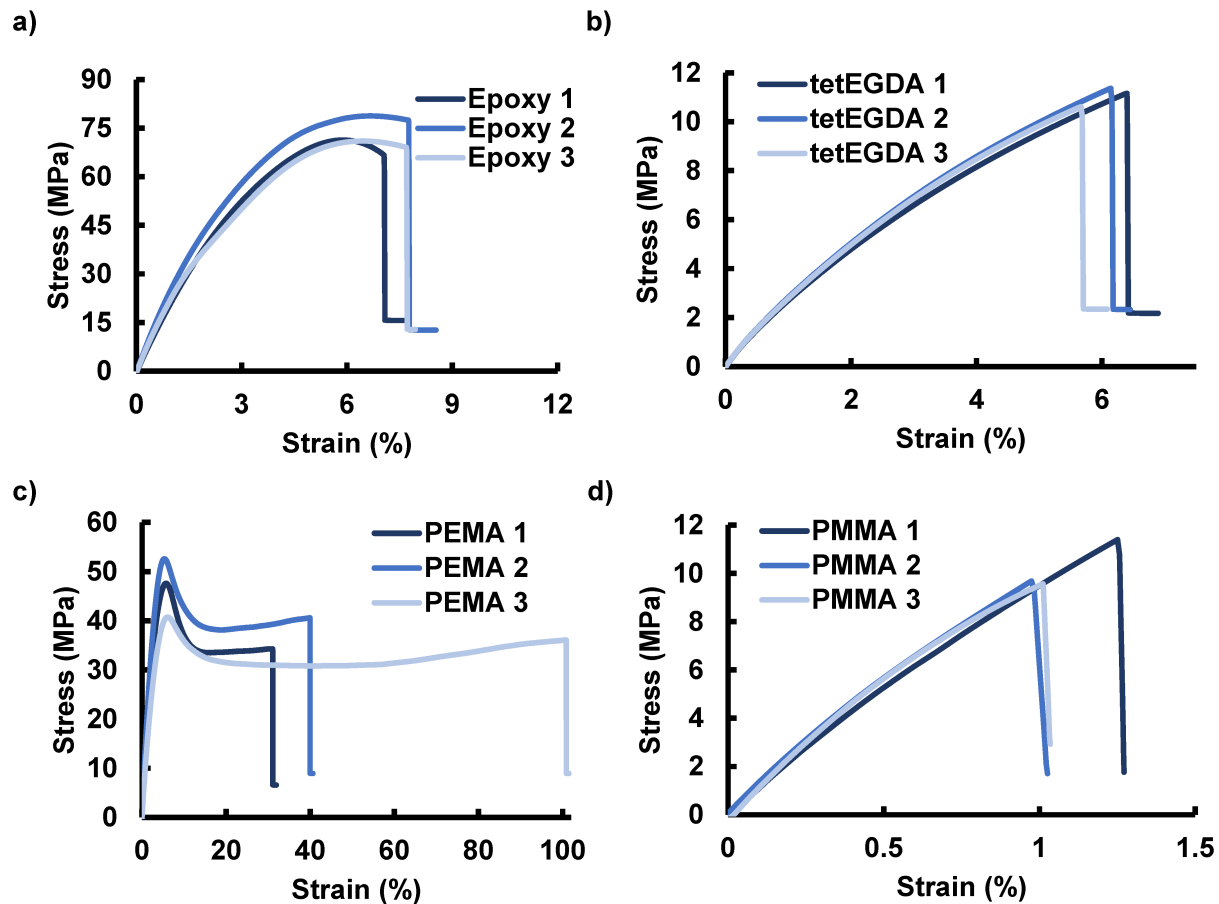 a)
90
75
60
45
30
15
0
0 3 6 9 12
Stress (MPa)
Strain (%)
Epoxy 1
Epoxy 2
Epoxy 3
b)
12
10
8
6
4
2
0
0 2 4 6
Stress (MPa)
Strain (%)
tetEGDA 1
tetEGDA 2
tetEGDA 3
c)
60
50
40
30
20
10
0
0 20 40 60 80 100
Stress (MPa)
Strain (%)
PEMA 1
PEMA 2
PEMA 3
d)
12
10
8
6
4
2
0
0 0.5 1 1.5
Stress (MPa)
Strain (%)
PMMA 1
PMMA 2
PMMA 3